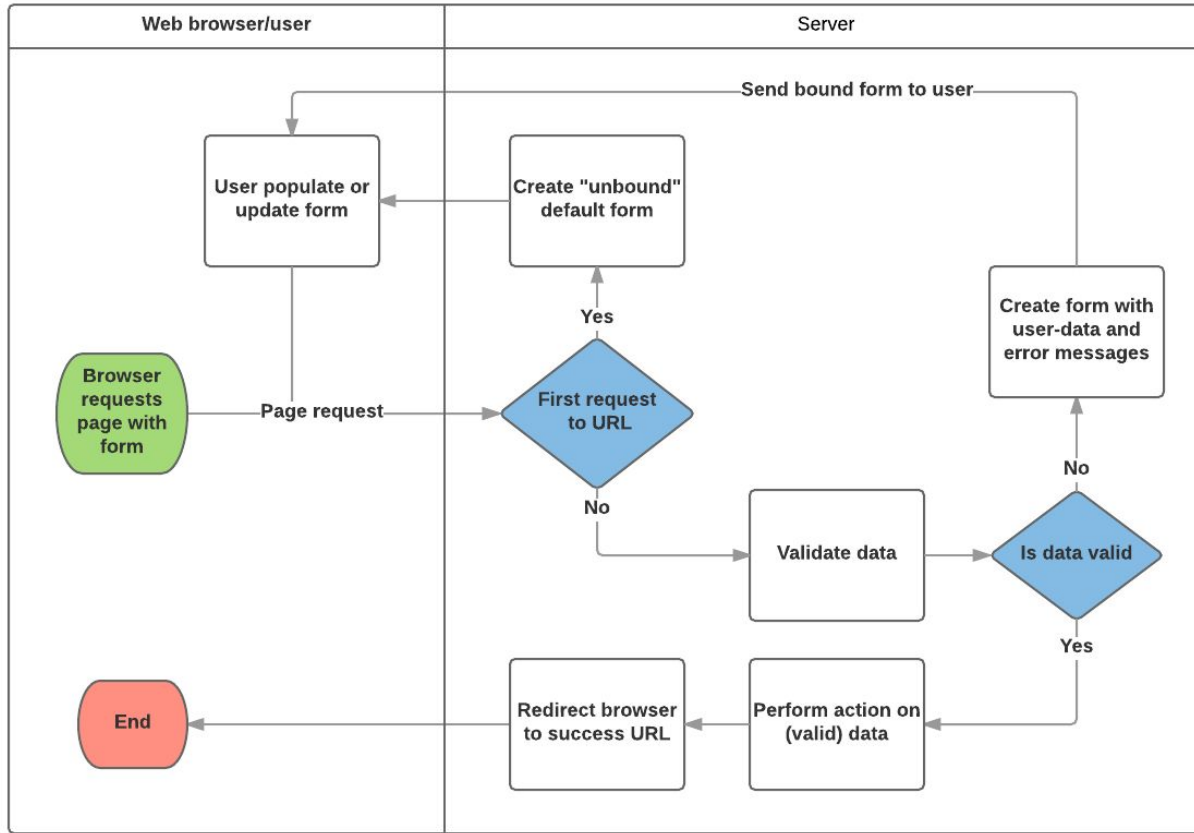 Web browser/user
Server
Send bound form to user
User populate or
update form
Create "unbound"
default form
Create form with
user-data and
error messages
Yes
Browser
requests
page with
form
Page request
First request
to URL
No
No
Validate data
Is data valid
Yes
End
Redirect browser
to success URL
Perform action on
(valid) data